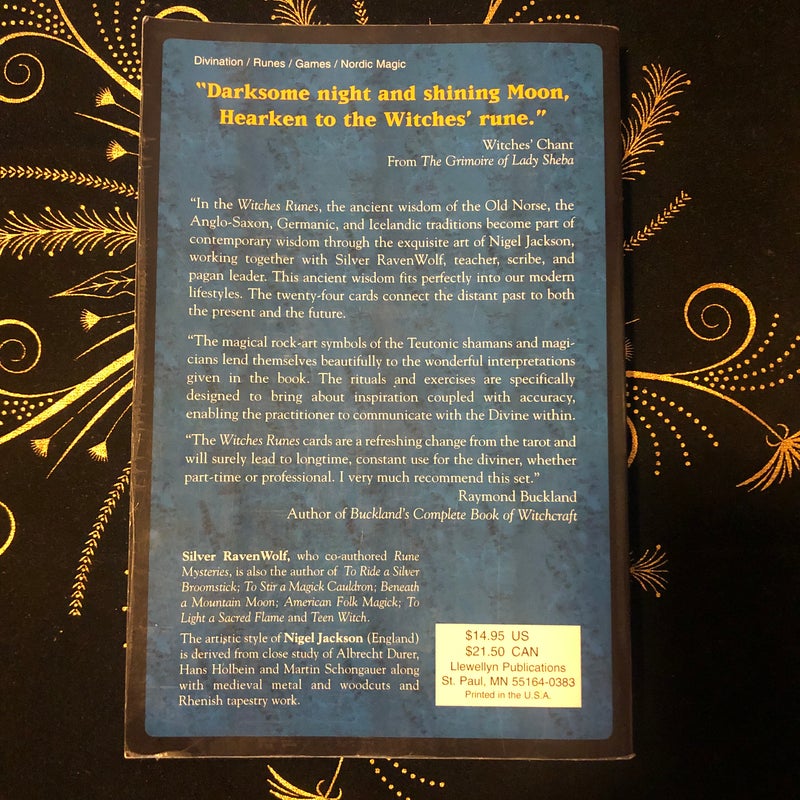 Divination / Runes / Games / Nordic Magic
"Darksome night and shining Moon,
Hearken to the Witches' rune."
Witches' Chant
From The Grimoire of Lady Sheba
"In the Witches Runes, the ancient wisdom of the Old Norse, the
Anglo-Saxon, Germanic, and Icelandic traditions become part of
contemporary wisdom through the exquisite art of Nigel Jackson,
working together with Silver RavenWolf, teacher, scribe, and
pagan leader. This ancient wisdom fits perfectly into our modern
lifestyles. The twenty-four cards connect the distant past to both
the present and the future.
"The magical rock-art symbols of the Teutonic shamans and magi-
cians lend themselves beautifully to the wonderful interpretations
given in the book. The rituals and exercises are specifically
designed to bring about inspiration coupled with accuracy,
enabling the practitioner to communicate with the Divine within.
"The Witches Runes cards are a refreshing change from the tarot and
will surely lead to longtime, constant use for the diviner, whether
part-time or professional. I very much recommend this set."
Raymond Buckland
Author of Buckland's Complete Book of Witchcraft
Silver RavenWolf, who co-authored Rune
Mysteries, is also the author of To Ride a Silver
Broomstick; To Stir a Magick Cauldron; Beneath
a Mountain Moon; American Folk Magick; To
Light a Sacred Flame and Teen Witch.
The artistic style of Nigel Jackson (England)
is derived from close study of Albrecht Durer,
Hans Holbein and Martin Schongauer along
with medieval metal and woodcuts and
Rhenish tapestry work.
$14.95 US
$21.50 CAN
Llewellyn Publications
St. Paul, MN 55164-0383
Printed in the U.S.A.